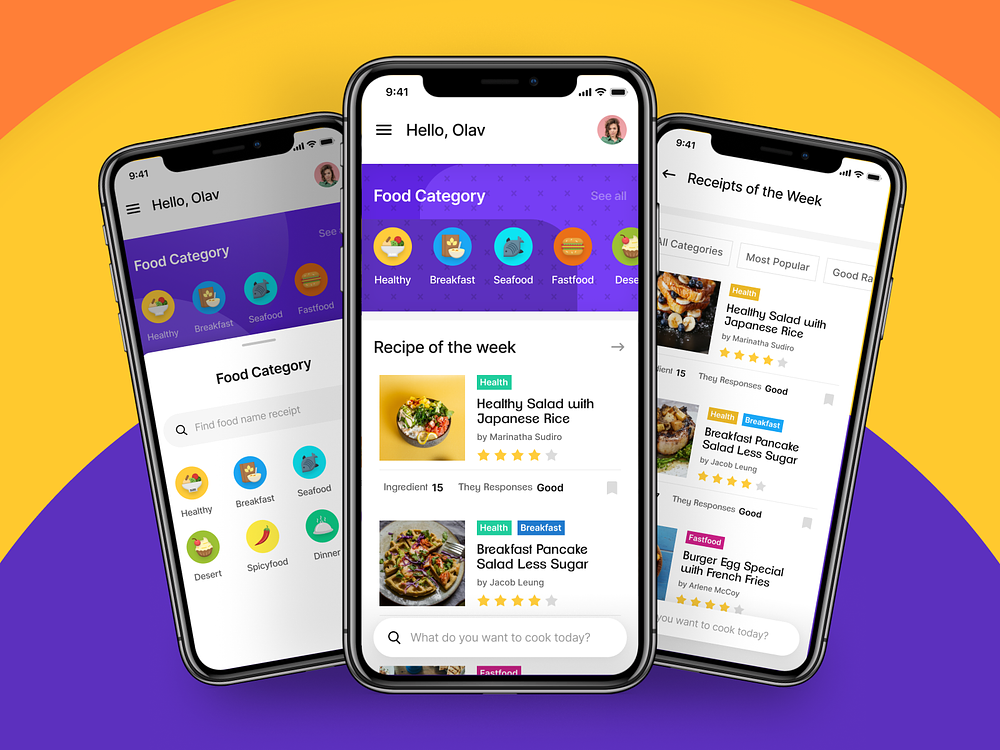 9:41
Hello, Olav
See
Food Category
Healthy
Breakfast
Seafood
Fastfood
Food Category
Find food name receipt
Healthy
Breakfast
Seafood
Desert
Spicyfood
Dinner
9:41
Hello, Olav
Food Category
See all
Healthy
Breakfast
Seafood
Fastfood
Dese
Recipe of the week
→
Health
Healthy Salad with
Japanese Rice
by Marinatha Sudiro
Ingredient 15
They Responses Good
Health
Breakfast
Breakfast Pancake
Salad Less Sugar
by Jacob Leung
What do you want to cook today?
Fastfood
9:41
← Receipts of the Week
All Categories
Most Popular
Good Ra
Health
Healthy Salad with
Japanese Rice
by Marinatha Sudiro
dient 15
They Responses Good
Health
Breakfast
Breakfast Pancake
Salad Less Sugar
by Jacob Leung
They Responses Good
Fastfood
Burger Egg Special
with French Fries
by Arlene McCoy
you want to cook today?